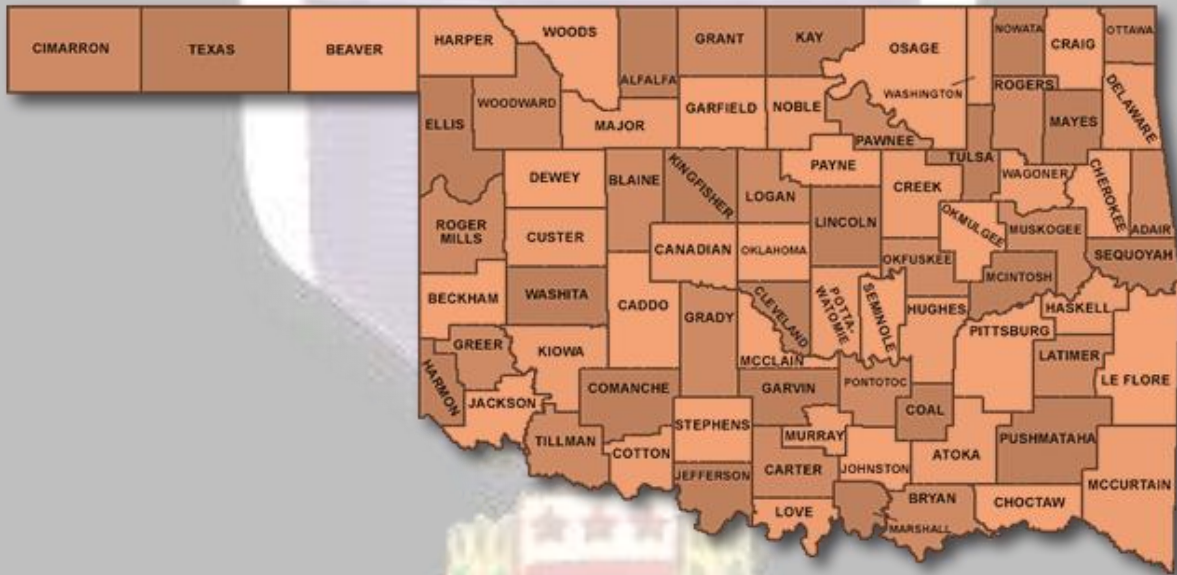 CIMARRON
TEXAS
BEAVER
HARPER
WOODS
ALFALFA
GRANT
KAY
OSAGE
WASHINGTON
NOWATA
CRAIG
OTTAWA
ELLIS
WOODWARD
MAJOR
GARFIELD
NOBLE
PAWNEE
ROGERS
MAYES
DELAWARE
DEWEY
BLAINE
KINGFISHER
LOGAN
PAYNE
CREEK
TULSA
WAGONER
CHEROKEE
ADAIR
ROGER
MILLS
CUSTER
CANADIAN
OKLAHOMA
LINCOLN
OKMULGEE
MUSKOGEE
SEQUOYAH
OKFUSKEE
MCINTOSH
BECKHAM
WASHITA
CADDO
GRADY
CLEVELAND
POTTA-
WATOMIE
SEMINOLE
HUGHES
HASKELL
PITTSBURG
GREER
KIOWA
MCCLAIN
LATIMER
LE FLORE
HARMON
JACKSON
COMANCHE
GARVIN
PONTOTOC
COAL
TILLMAN
COTTON
STEPHENS
MURRAY
JOHNSTON
ATOKA
PUSHMATAHA
MCCURTAIN
JEFFERSON
CARTER
LOVE
MARSHALL
BRYAN
CHOCTAW